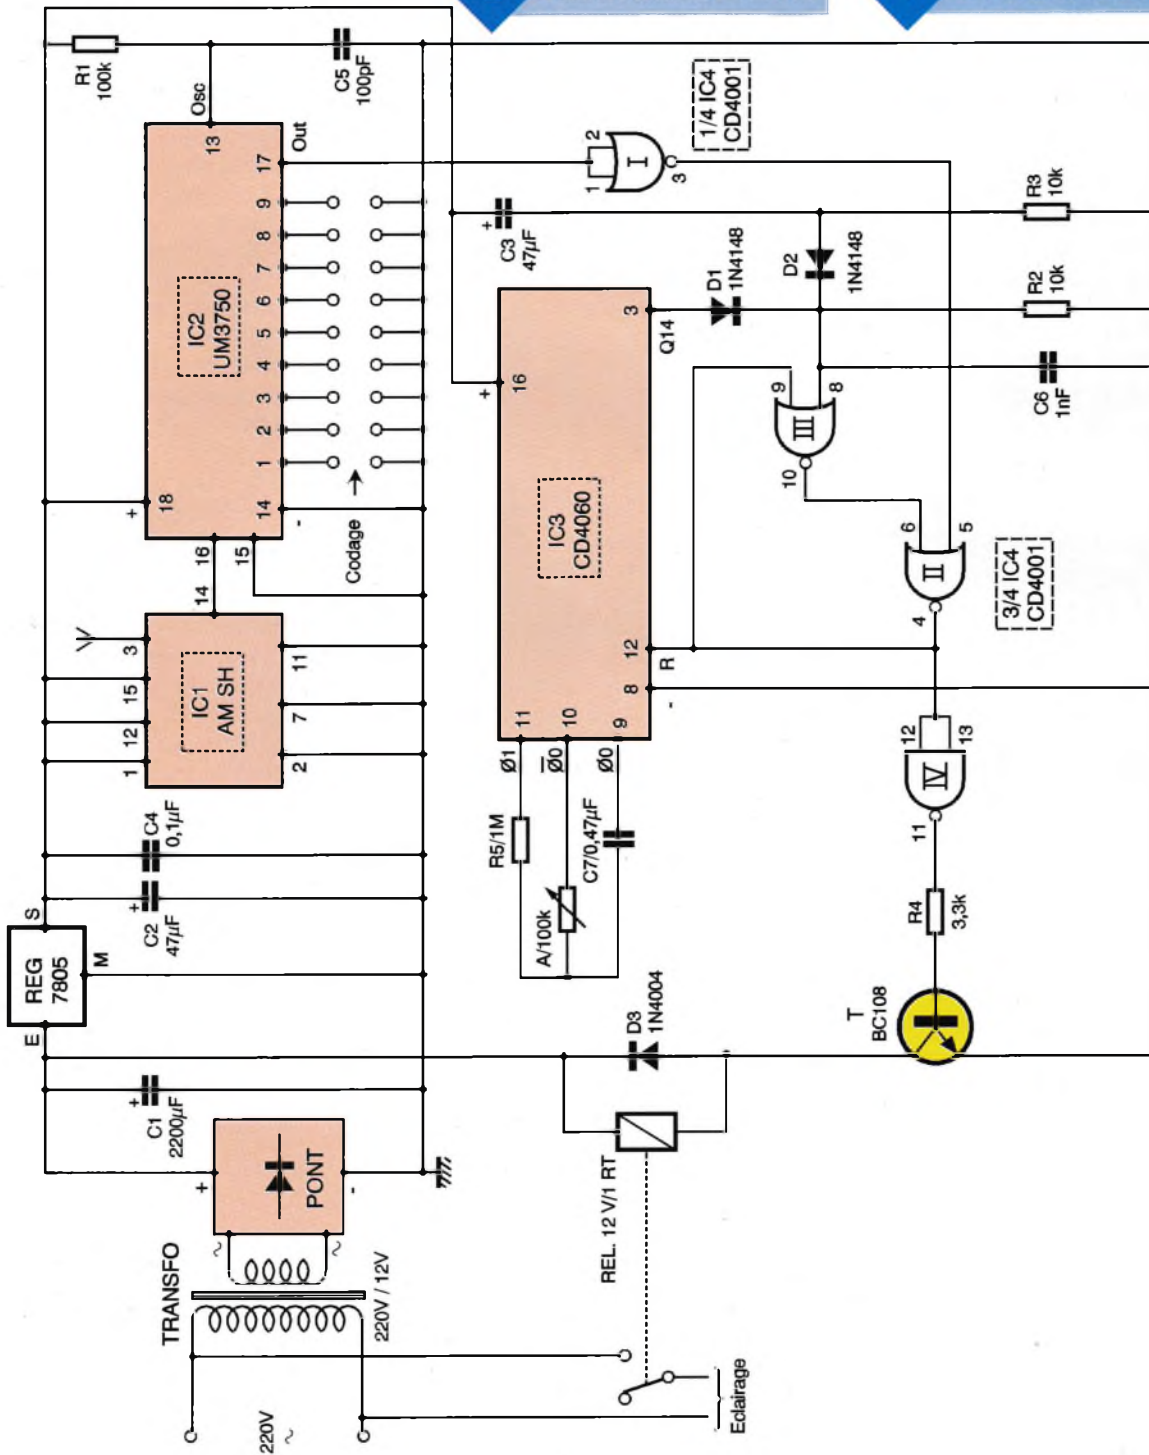 TRANSFO
220V
~
220V / 12V
~
~
+
-
PONT
C1
2200µF
+
E
REG
7805
S
M
+
C2
47µF
C4
0,1µF
1
12
15
3
IC1
AM SH
2
7
11
14
16
15
+
18
IC2
UM3750
14
1
2
3
4
5
6
7
8
9
17
13
-
Codage
Out
Osc
R1
100k
C5
100pF
Eclairage
REL. 12 V/1 RT
D3
1N4004
A/100k
R5/1M
C7/0,47µF
Ø1
Ø0
Ø0
11
10
9
IC3
CD4060
+
16
8
12
3
-
R
Q14
+
C3
47µF
1
2
I
3
1/4 IC4
CD4001
D1
1N4148
D2
1N4148
T
BC108
R4
3,3k
11
IV
12
13
4
II
6
5
10
III
9
8
3/4 IC4
CD4001
C6
1nF
R2
10k
R3
10k